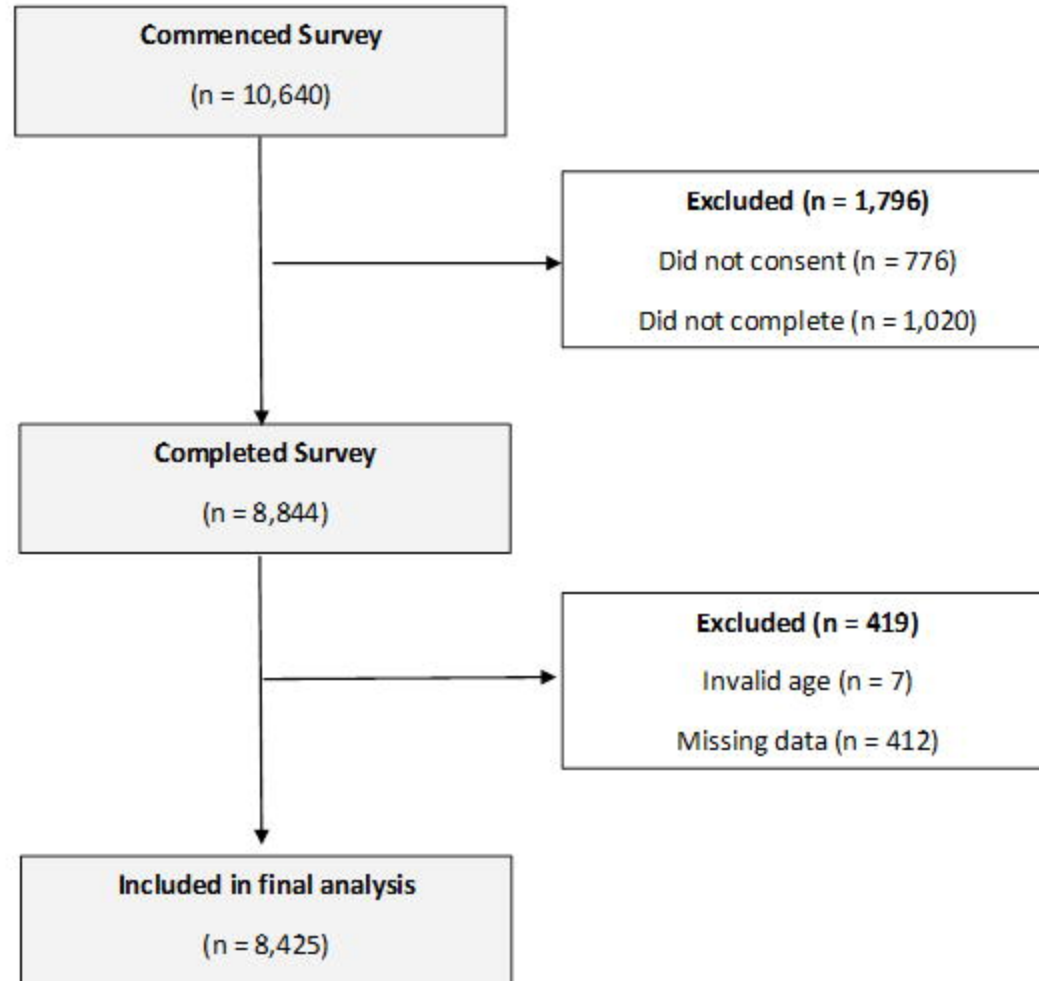 Commenced Survey
(n = 10,640)
Excluded (n = 1,796)
Did not consent (n = 776)
Did not complete (n = 1,020)
Completed Survey
(n = 8,844)
Excluded (n = 419)
Invalid age (n = 7)
Missing data (n = 412)
Included in final analysis
(n = 8,425)